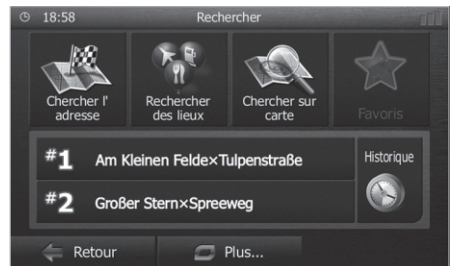 18:58 Rechercher
Chercher l'
adresse
Rechercher
des lieux
Chercher sur
carte
Favoris
#1 Am Kleinen Felde×Tulpenstraße
Historique
#2 Großer Stern×Spreeweg
Retour
Plus...